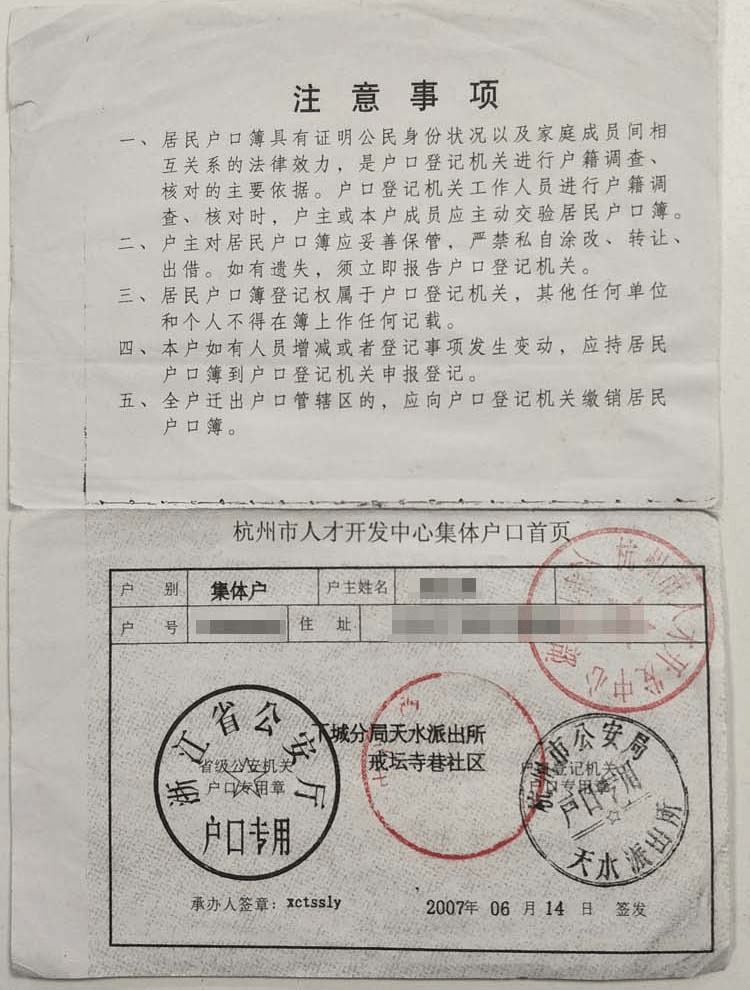 注意事项
一、居民户口簿具有证明公民身份状况以及家庭成员间相
互关系的法律效力，是户口登记机关进行户籍调查、
核对的主要依据。户口登记机关工作人员进行户籍调
查、核对时，户主或本户成员应主动交验居民户口簿。
二、户主对居民户口簿应妥善保管，严禁私自涂改、转让、
出借。如有遗失，须立即报告户口登记机关。
三、居民户口簿登记权属于户口登记机关，其他任何单位
和个人不得在簿上作任何记载。
四、本户如有人员增减或者登记事项发生变动，应持居民
户口簿到户口登记机关申报登记。
五、全户迁出户口管辖区的，应向户口登记机关缴销居民
户口簿。
杭州市人才开发中心集体户口首页
户别 集体户 户主姓名
户号 住址
杭州市人才开发中心
浙江省公安厅
户口专用
省级公安机关
户口专用章
下城分局天水派出所
戒坛寺巷社区
杭州市公安局
户口专用
天水派出所
登记机关
户口专用章
承办人签章：xctssly 2007年 06 月 14 日 签发